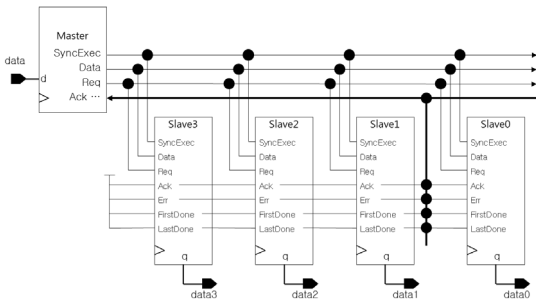 Master
SyncExec
data
Data
d
Req
Ack ...
Slave3
SyncExec
Data
Req
Ack
Err
FirstDone
LastDone
q
data3
Slave2
SyncExec
Data
Req
Ack
Err
FirstDone
LastDone
q
data2
Slave1
SyncExec
Data
Req
Ack
Err
FirstDone
LastDone
q
data1
Slave0
SyncExec
Data
Req
Ack
Err
FirstDone
LastDone
q
data0